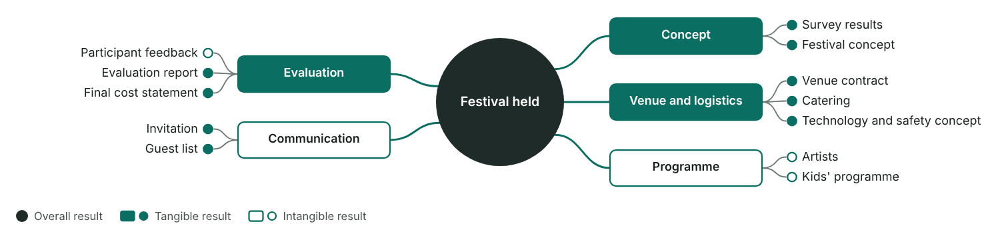 Participant feedback
Evaluation report
Final cost statement
Evaluation
Invitation
Guest list
Communication
Festival held
Concept
Survey results
Festival concept
Venue and logistics
Venue contract
Catering
Technology and safety concept
Programme
Artists
Kids' programme
Overall result
Tangible result
Intangible result